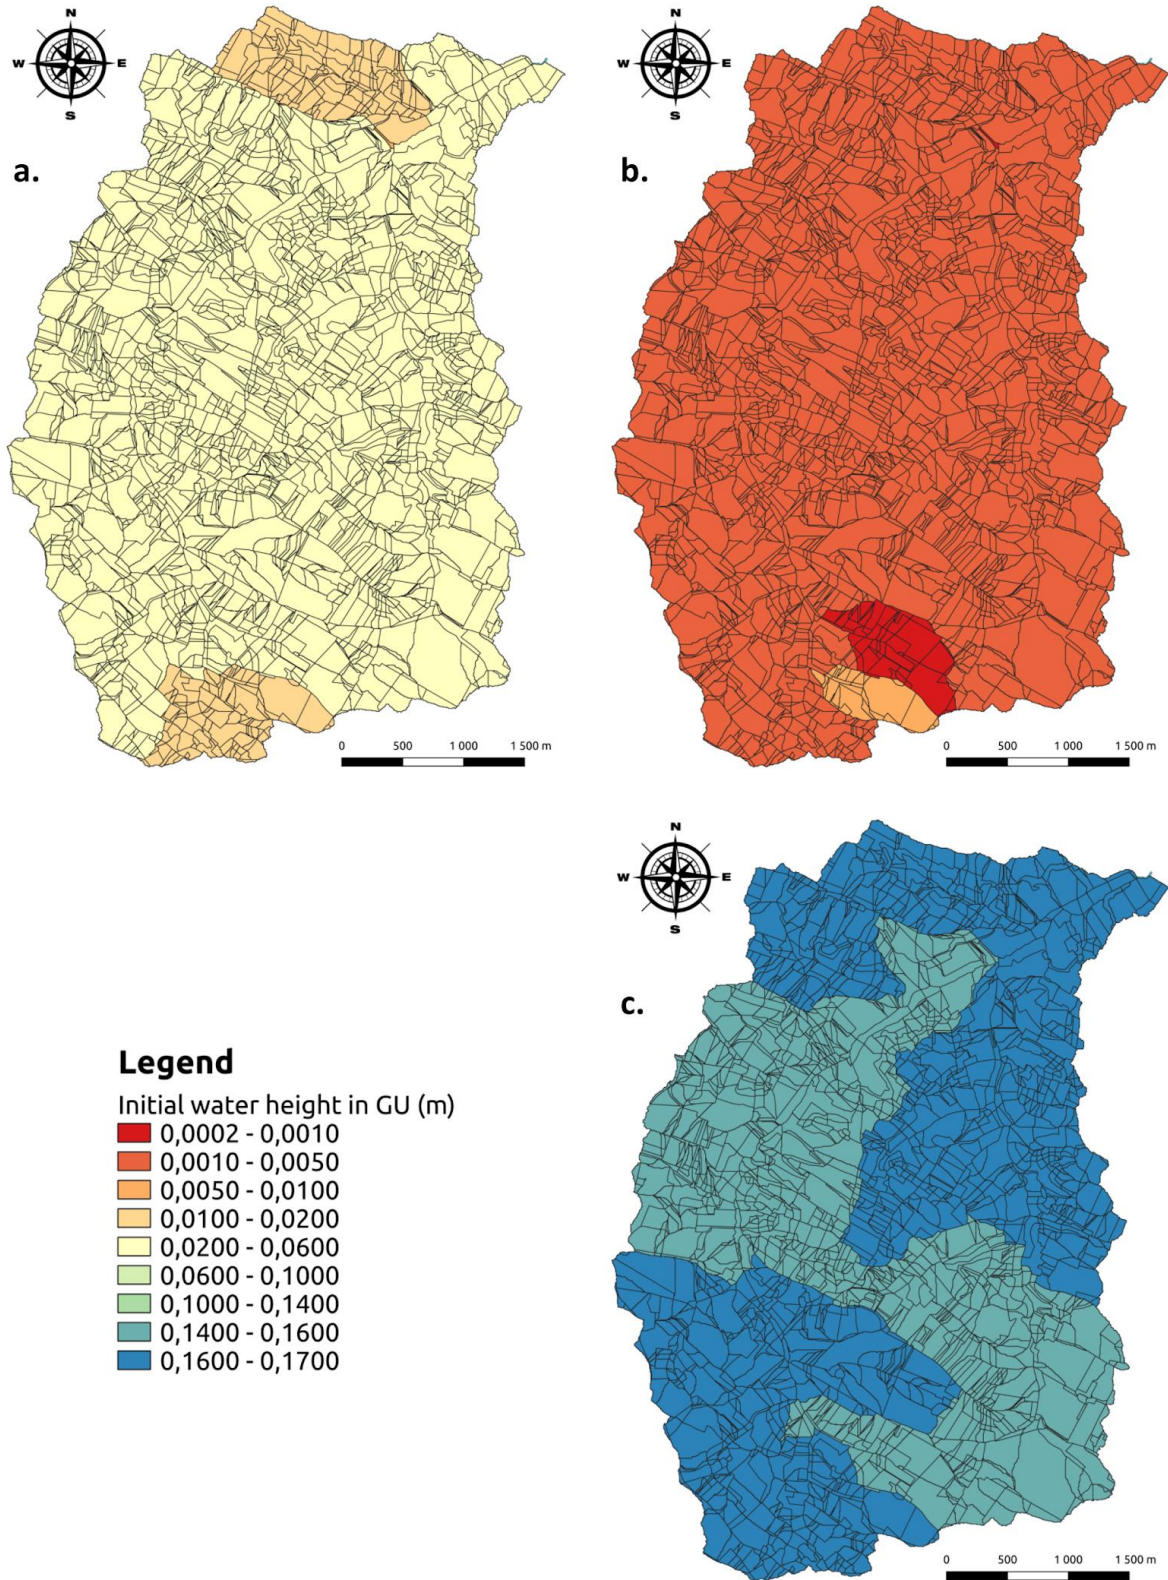 N
W E
S
a.
0 500 1 000 1 500 m
N
W E
S
b.
0 500 1 000 1 500 m
N
W E
S
c.
0 500 1 000 1 500 m
Legend
Initial water height in GU (m)
0,0002 - 0,0010
0,0010 - 0,0050
0,0050 - 0,0100
0,0100 - 0,0200
0,0200 - 0,0600
0,0600 - 0,1000
0,1000 - 0,1400
0,1400 - 0,1600
0,1600 - 0,1700